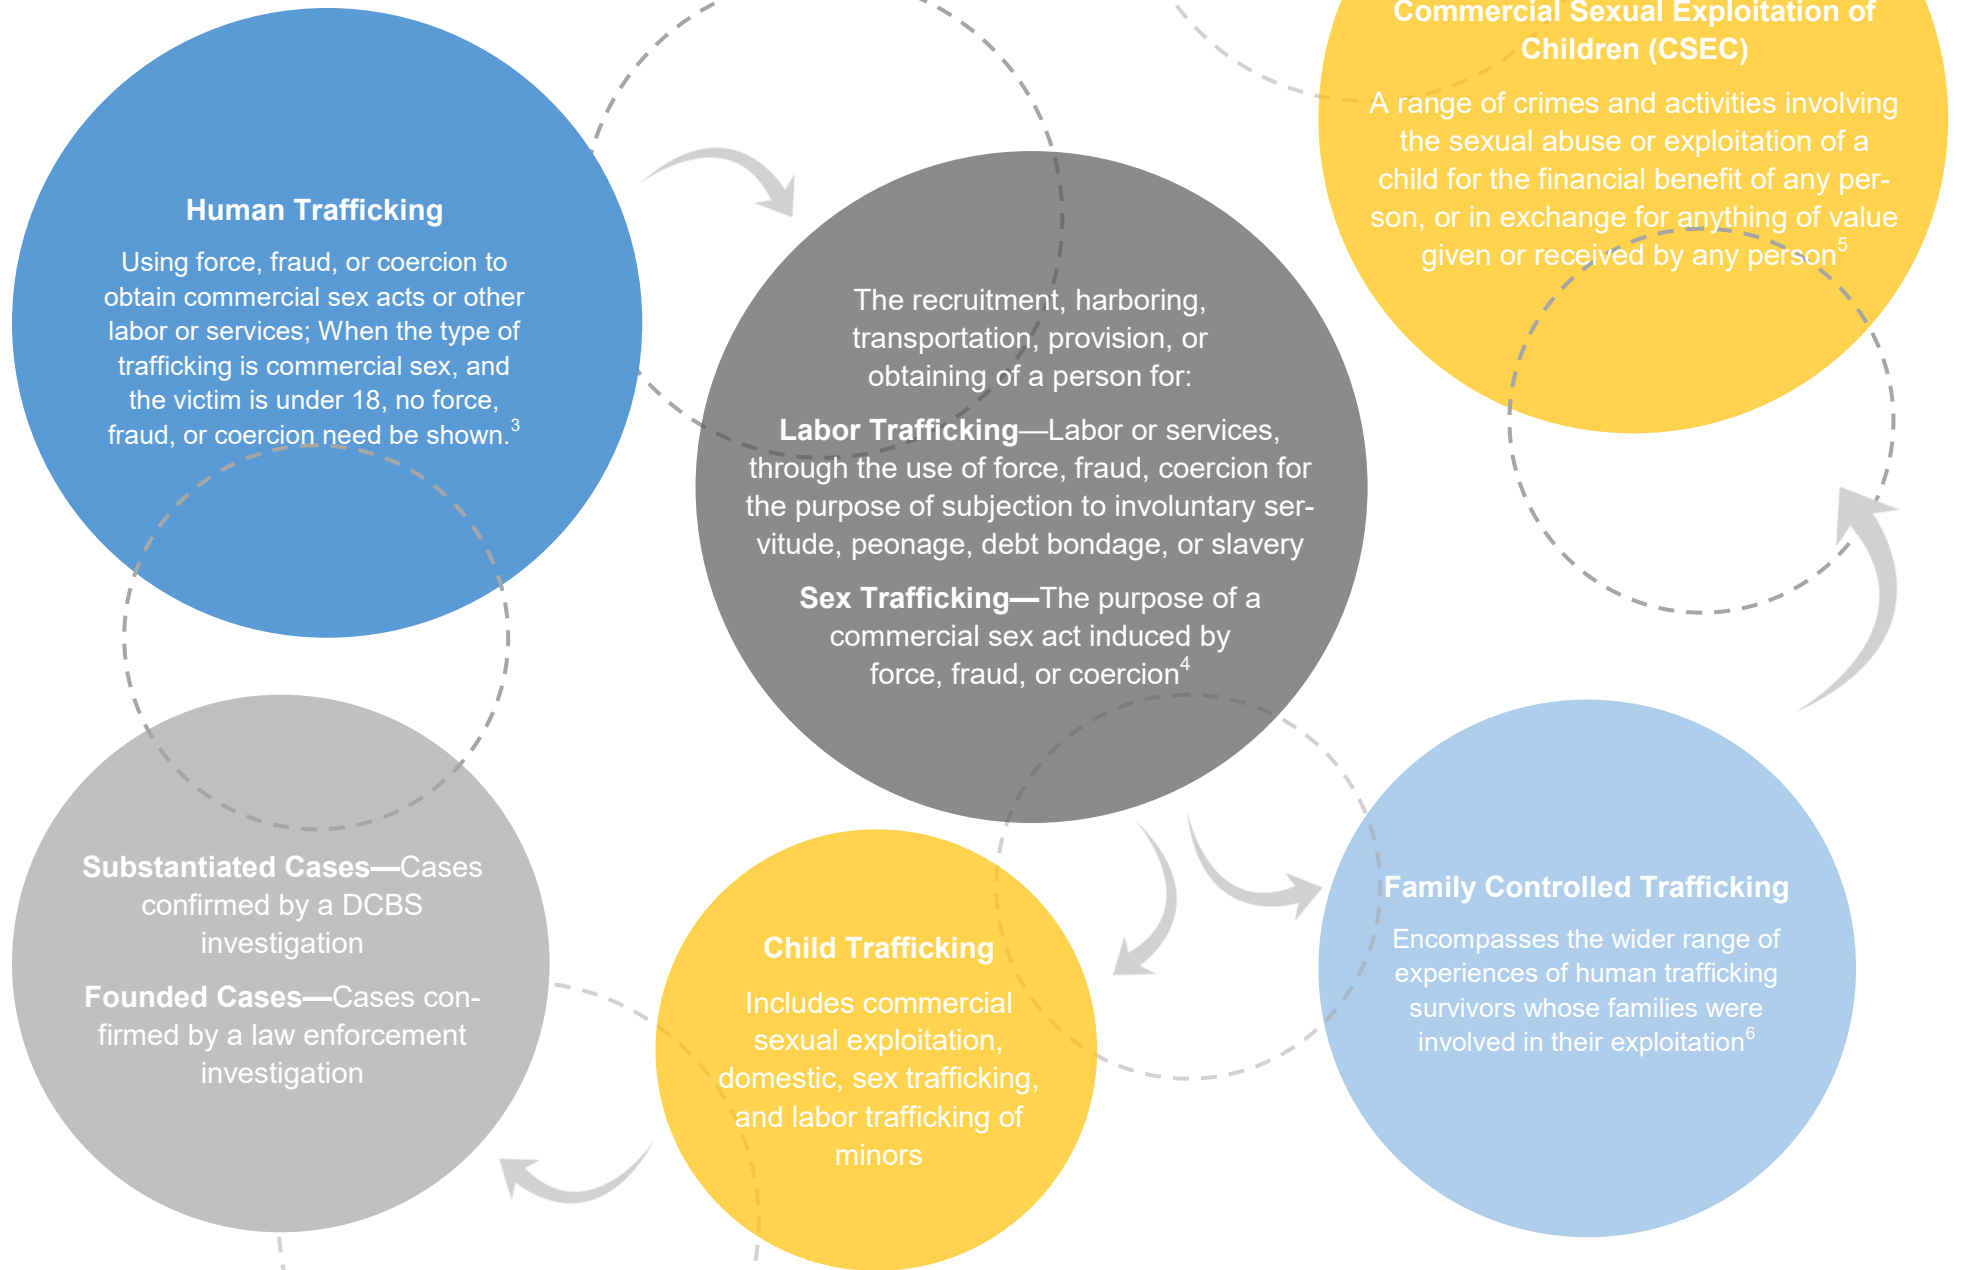 Human Trafficking
Using force, fraud, or coercion to
obtain commercial sex acts or other
labor or services; When the type of
trafficking is commercial sex, and
the victim is under 18, no force,
fraud, or coercion need be shown.3
The recruitment, harboring,
transportation, provision, or
obtaining of a person for:
Labor Trafficking—Labor or services,
through the use of force, fraud, coercion for
the purpose of subjection to involuntary ser-
vitude, peonage, debt bondage, or slavery
Sex Trafficking—The purpose of a
commercial sex act induced by
force, fraud, or coercion4
Commercial Sexual Exploitation of
Children (CSEC)
A range of crimes and activities involving
the sexual abuse or exploitation of a
child for the financial benefit of any per-
son, or in exchange for anything of value
given or received by any person5
Substantiated Cases—Cases
confirmed by a DCBS
investigation
Founded Cases—Cases con-
firmed by a law enforcement
investigation
Child Trafficking
Includes commercial
sexual exploitation,
domestic, sex trafficking,
and labor trafficking of
minors
Family Controlled Trafficking
Encompasses the wider range of
experiences of human trafficking
survivors whose families were
involved in their exploitation6